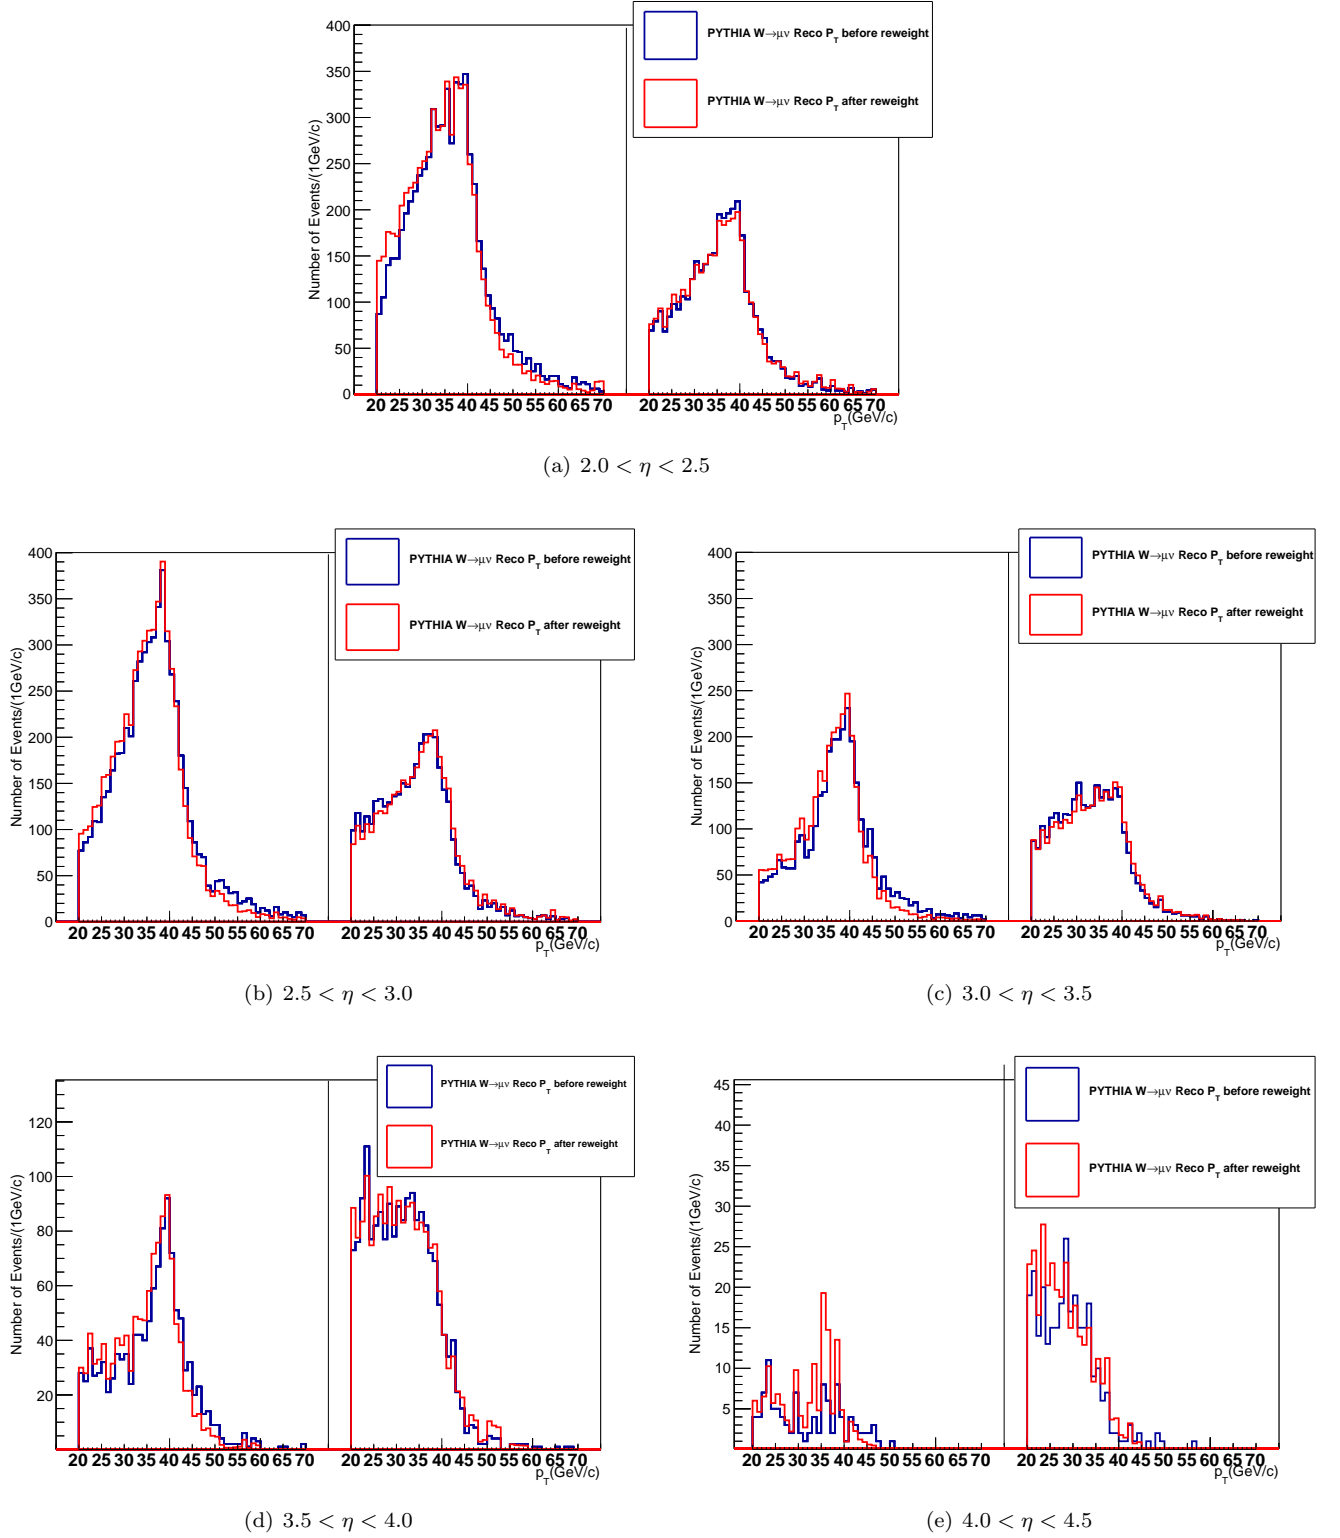 400
350
300
250
200
150
100
50
0
Number of Events/(1GeV/c)
PYTHIA W→μν Reco P_T before reweight
PYTHIA W→μν Reco P_T after reweight
20 25 30 35 40 45 50 55 60 65 70 20 25 30 35 40 45 50 55 60 65 70
p_T(GeV/c)
(a) 2.0 < η < 2.5
400
350
300
250
200
150
100
50
0
Number of Events/(1GeV/c)
PYTHIA W→μν Reco P_T before reweight
PYTHIA W→μν Reco P_T after reweight
20 25 30 35 40 45 50 55 60 65 70 20 25 30 35 40 45 50 55 60 65 70
p_T(GeV/c)
(b) 2.5 < η < 3.0
400
350
300
250
200
150
100
50
0
Number of Events/(1GeV/c)
PYTHIA W→μν Reco P_T before reweight
PYTHIA W→μν Reco P_T after reweight
20 25 30 35 40 45 50 55 60 65 70 20 25 30 35 40 45 50 55 60 65 70
p_T(GeV/c)
(c) 3.0 < η < 3.5
120
100
80
60
40
20
Number of Events/(1GeV/c)
PYTHIA W→μν Reco P_T before reweight
PYTHIA W→μν Reco P_T after reweight
20 25 30 35 40 45 50 55 60 65 70 20 25 30 35 40 45 50 55 60 65 70
p_T(GeV/c)
(d) 3.5 < η < 4.0
45
40
35
30
25
20
15
10
5
Number of Events/(1GeV/c)
PYTHIA W→μν Reco P_T before reweight
PYTHIA W→μν Reco P_T after reweight
20 25 30 35 40 45 50 55 60 65 70 20 25 30 35 40 45 50 55 60 65 70
p_T(GeV/c)
(e) 4.0 < η < 4.5